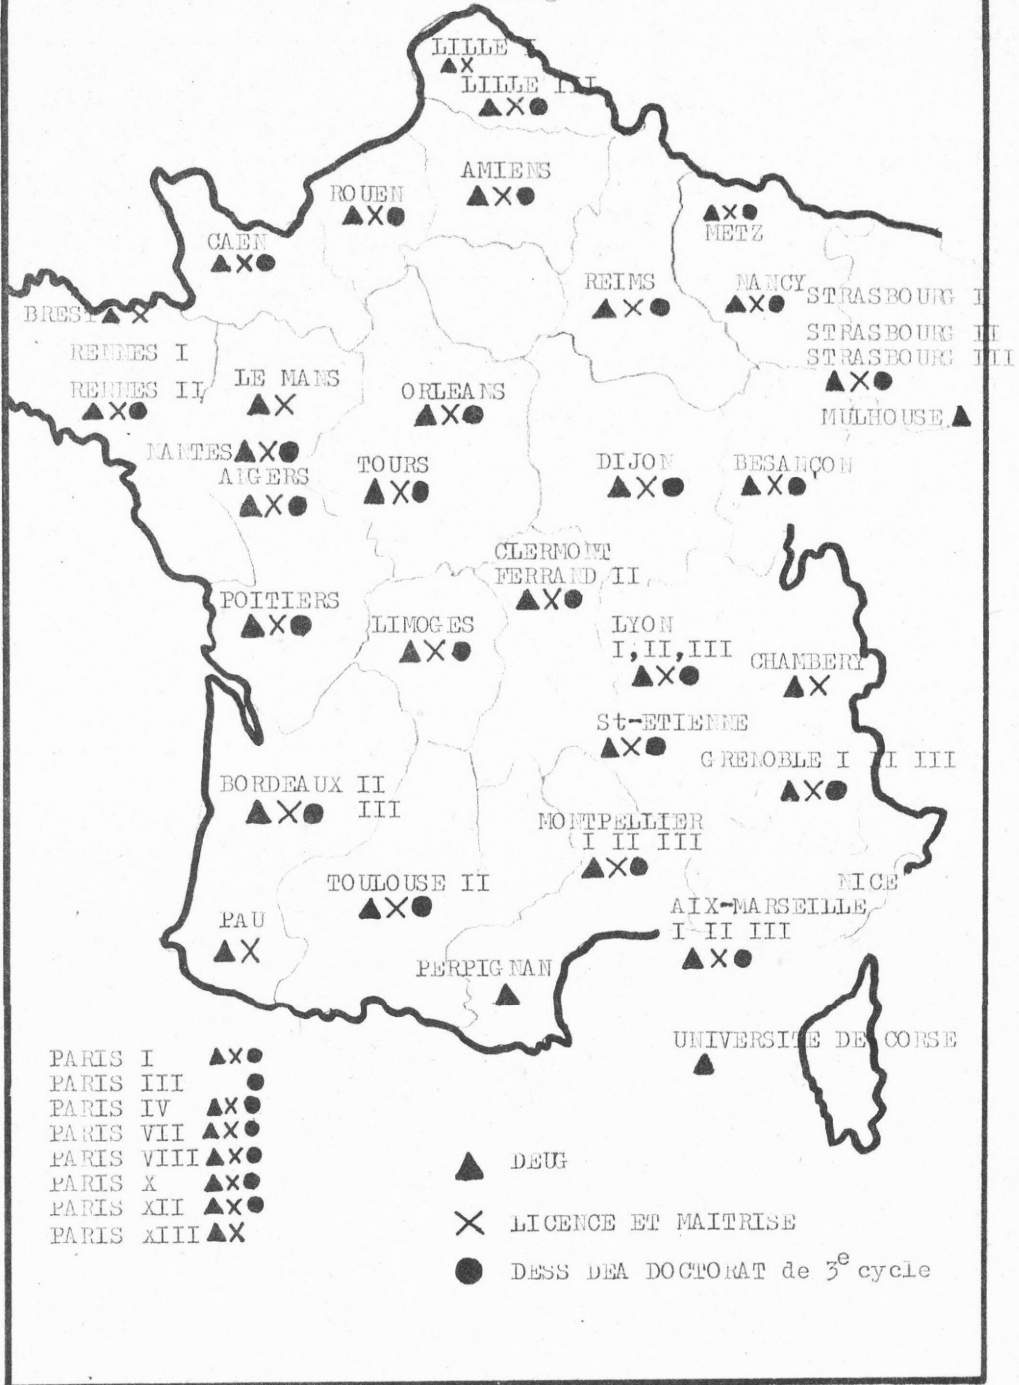 LILLE I
LILLE III
AMIENS
ROUEN
METZ
CAEN
REIMS
NANCY
STRASBOURG I
BREST
STRASBOURG II
RENNES I
STRASBOURG III
LE MANS
ORLEANS
RENNES II
MULHOUSE
NANTES
TOURS
DIJON
BESANÇON
ANGERS
CLERMONT
FERRAND II
POITIERS
LIMOGES
LYON
I,II,III
CHAMBERY
St-ETIENNE
GRENOBLE I II III
BORDEAUX II
III
MONTPELLIER
I II III
TOULOUSE II
NICE
AIX-MARSEILLE
I II III
PAU
PERPIGNAN
UNIVERSITE DE CORSE
PARIS I
PARIS III
PARIS IV
PARIS VII
PARIS VIII
PARIS X
PARIS XII
PARIS XIII
DEUG
LICENCE ET MAITRISE
DESS DEA DOCTORAT de 3e cycle